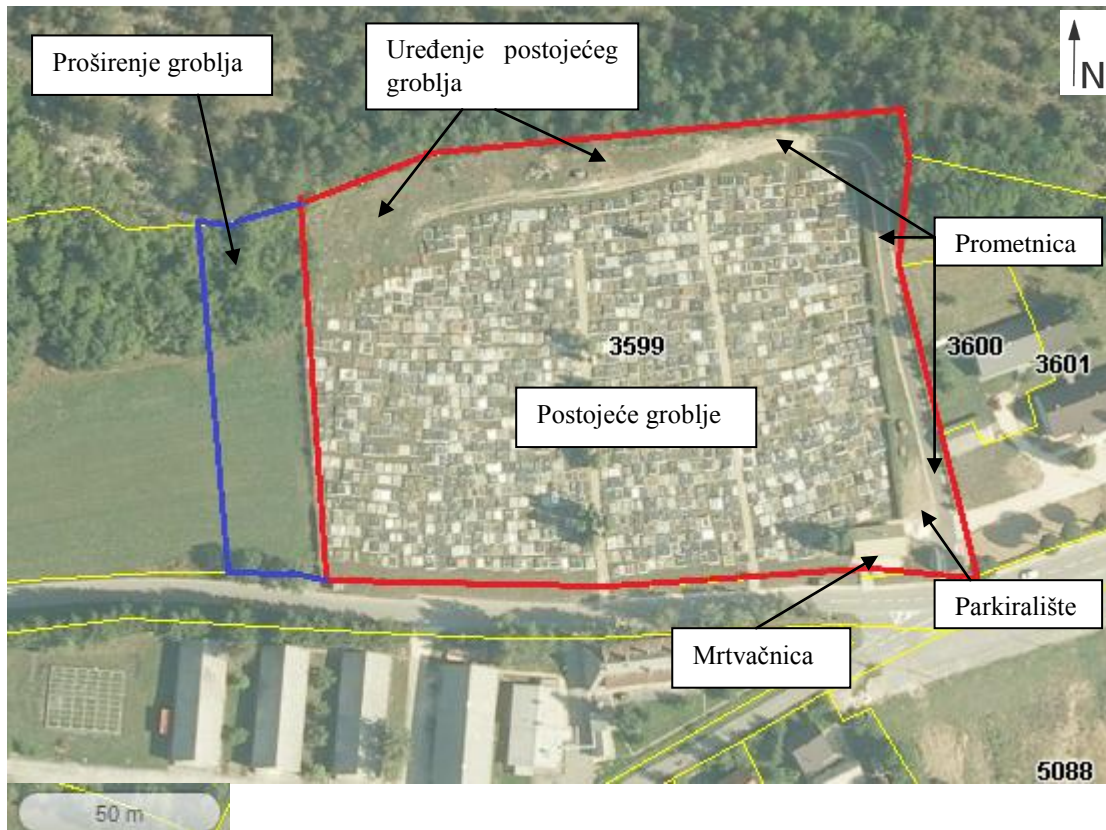 Proširenje groblja
Uređenje postojećeg
groblja
N
Prometnica
3599
3600
3601
Postojeće groblje
Parkiralište
Mrtvačnica
5088
50 m